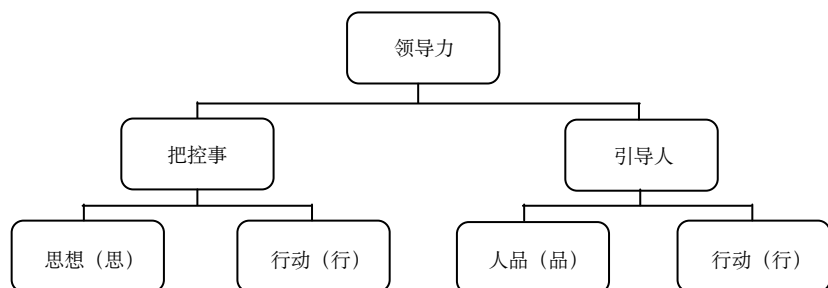 领导力
把控事
引导人
思想（思）
行动（行）
人品（品）
行动（行）